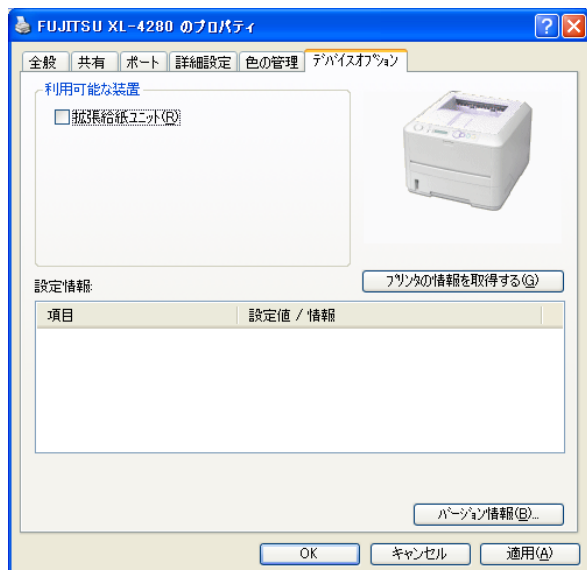 FUJITSU XL-4280 のプロパティ
全般 共有 ポート 詳細設定 色の管理 ﾃﾞﾊﾞｲｽｵﾌﾟｼｮﾝ
利用可能な装置
拡張給紙ユニット(R)
プリンタの情報を取得する(G)
設定情報:
項目 設定値 / 情報
バージョン情報(B)...
OK キャンセル 適用(A)